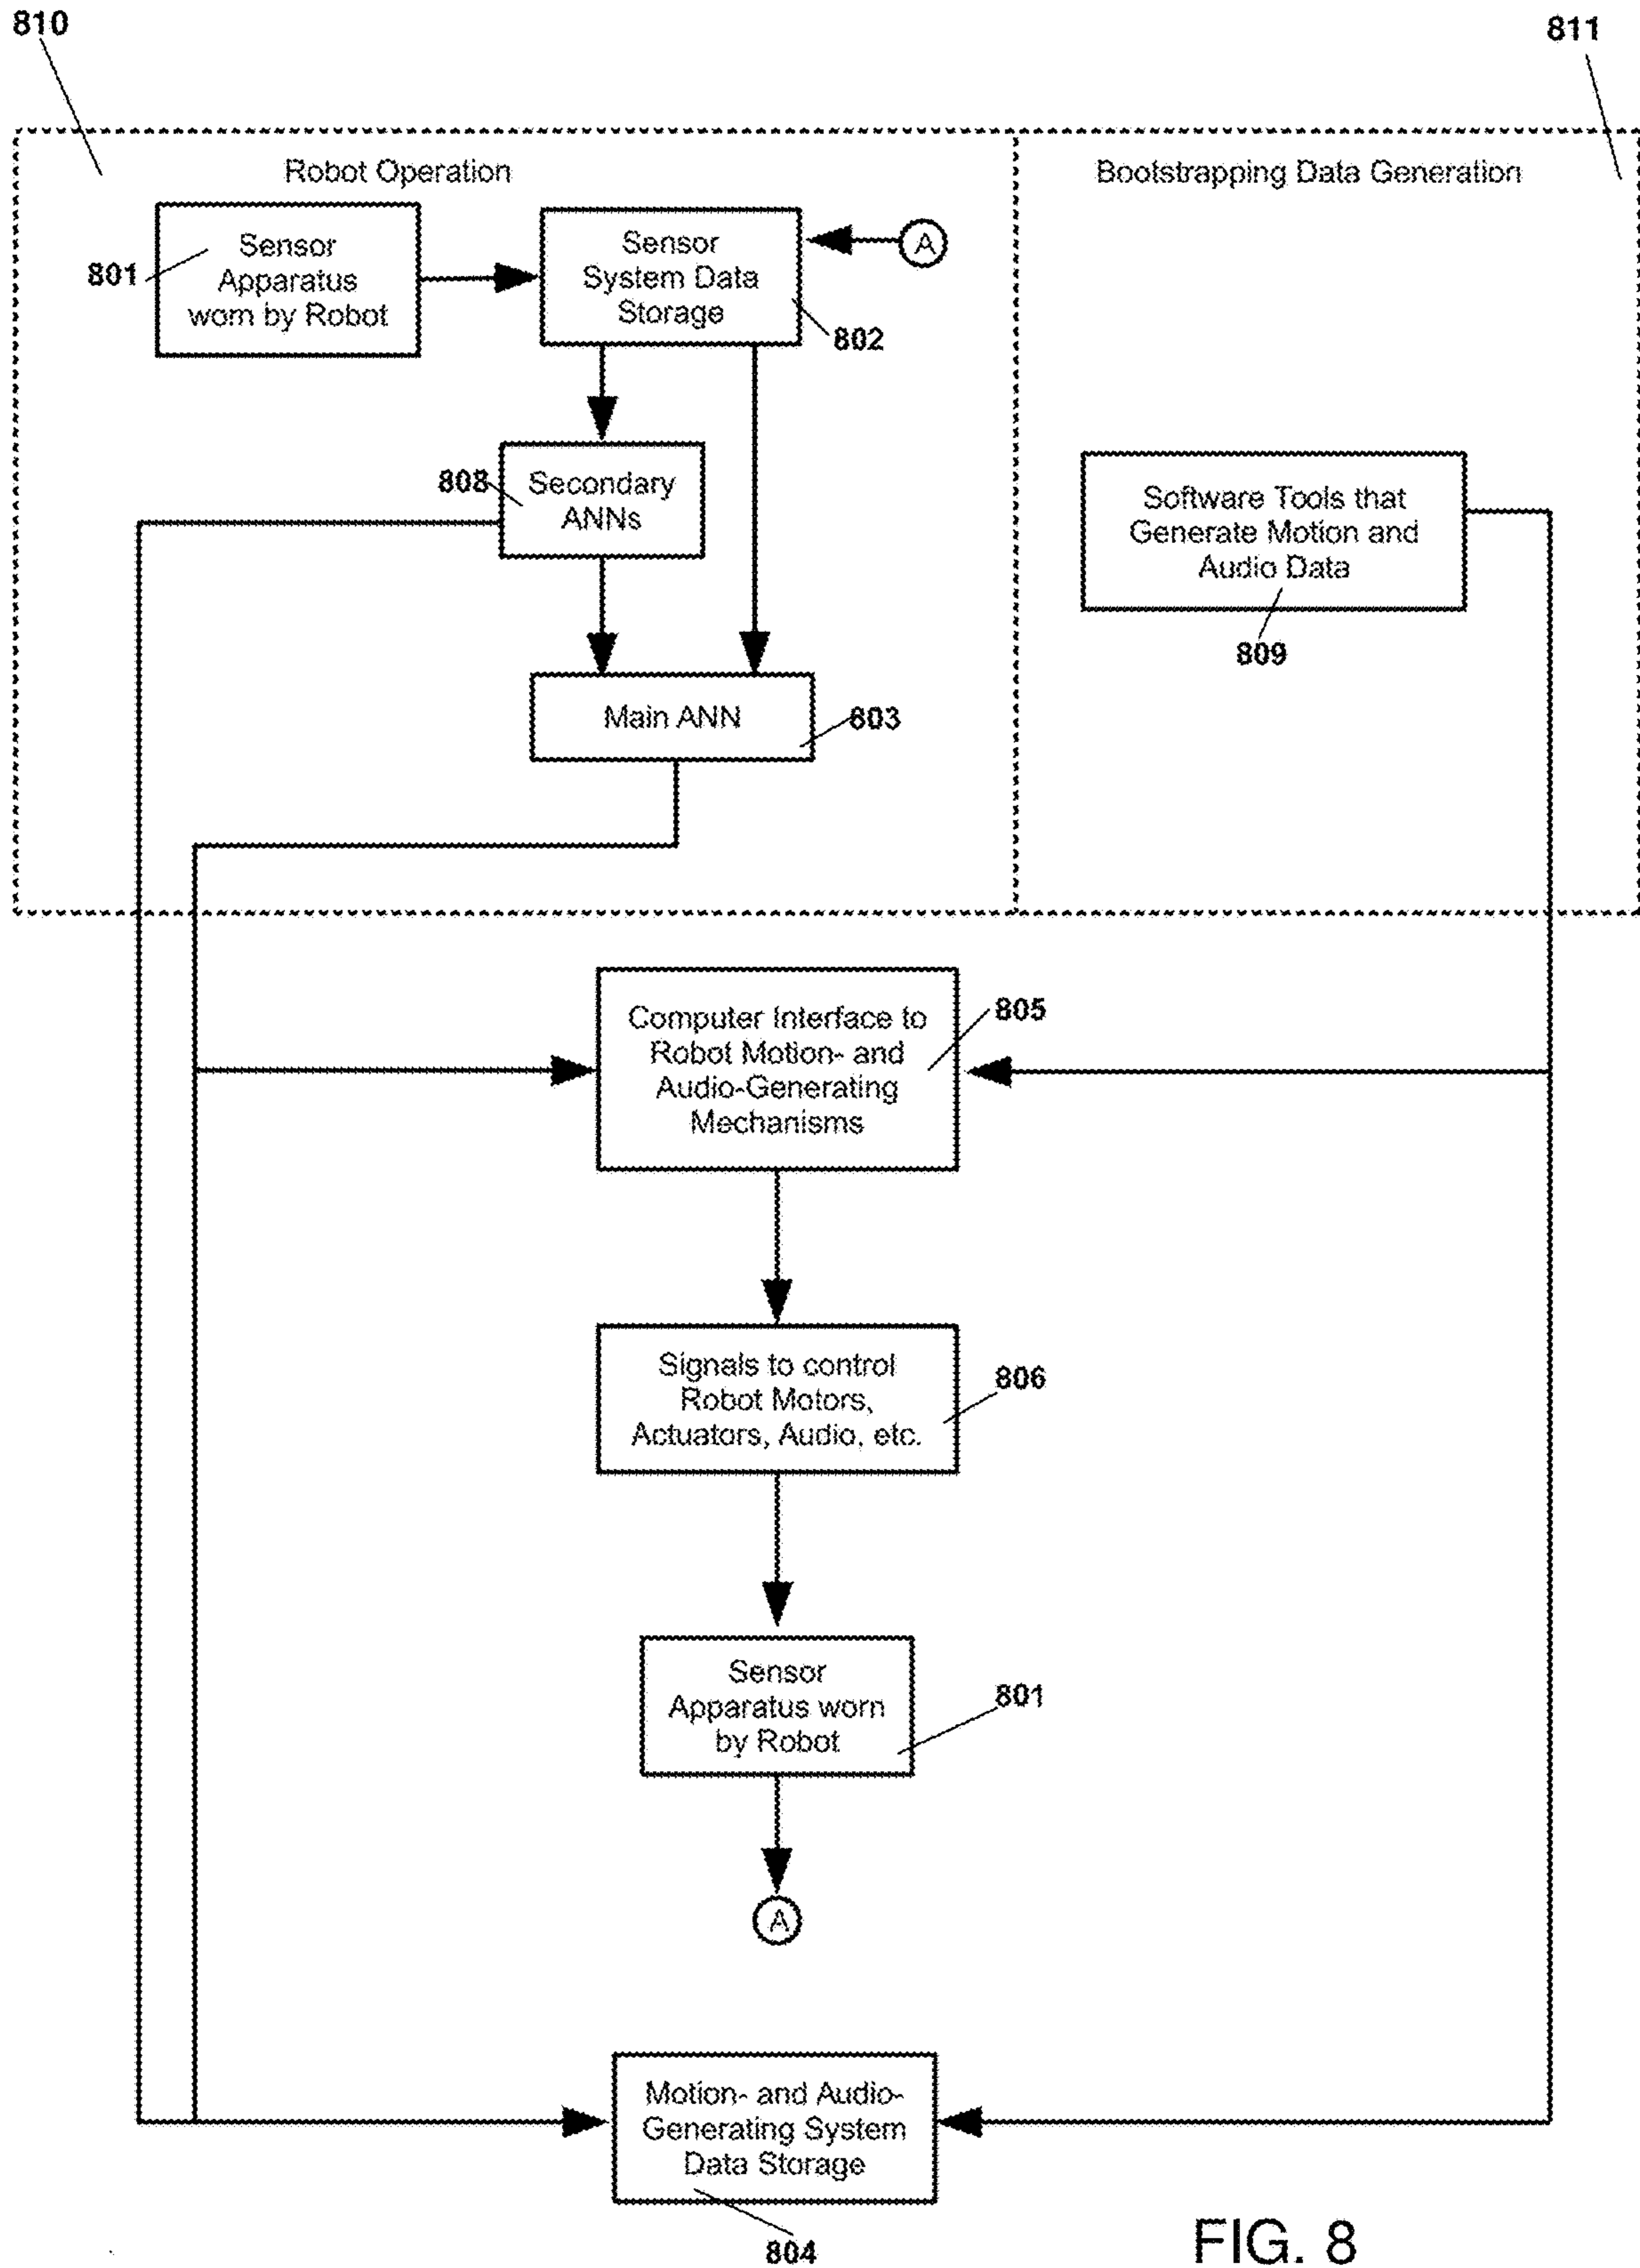 810
811
Robot Operation
Bootstrapping Data Generation
801
Sensor
Apparatus
worn by Robot
Sensor
System Data
Storage
A
802
808
Secondary
ANNs
Software Tools that
Generate Motion and
Audio Data
809
Main ANN
803
Computer Interface to
Robot Motion- and
Audio-Generating
Mechanisms
805
Signals to control
Robot Motors,
Actuators, Audio, etc.
806
Sensor
Apparatus worn
by Robot
801
A
Motion- and Audio-
Generating System
Data Storage
804
FIG. 8